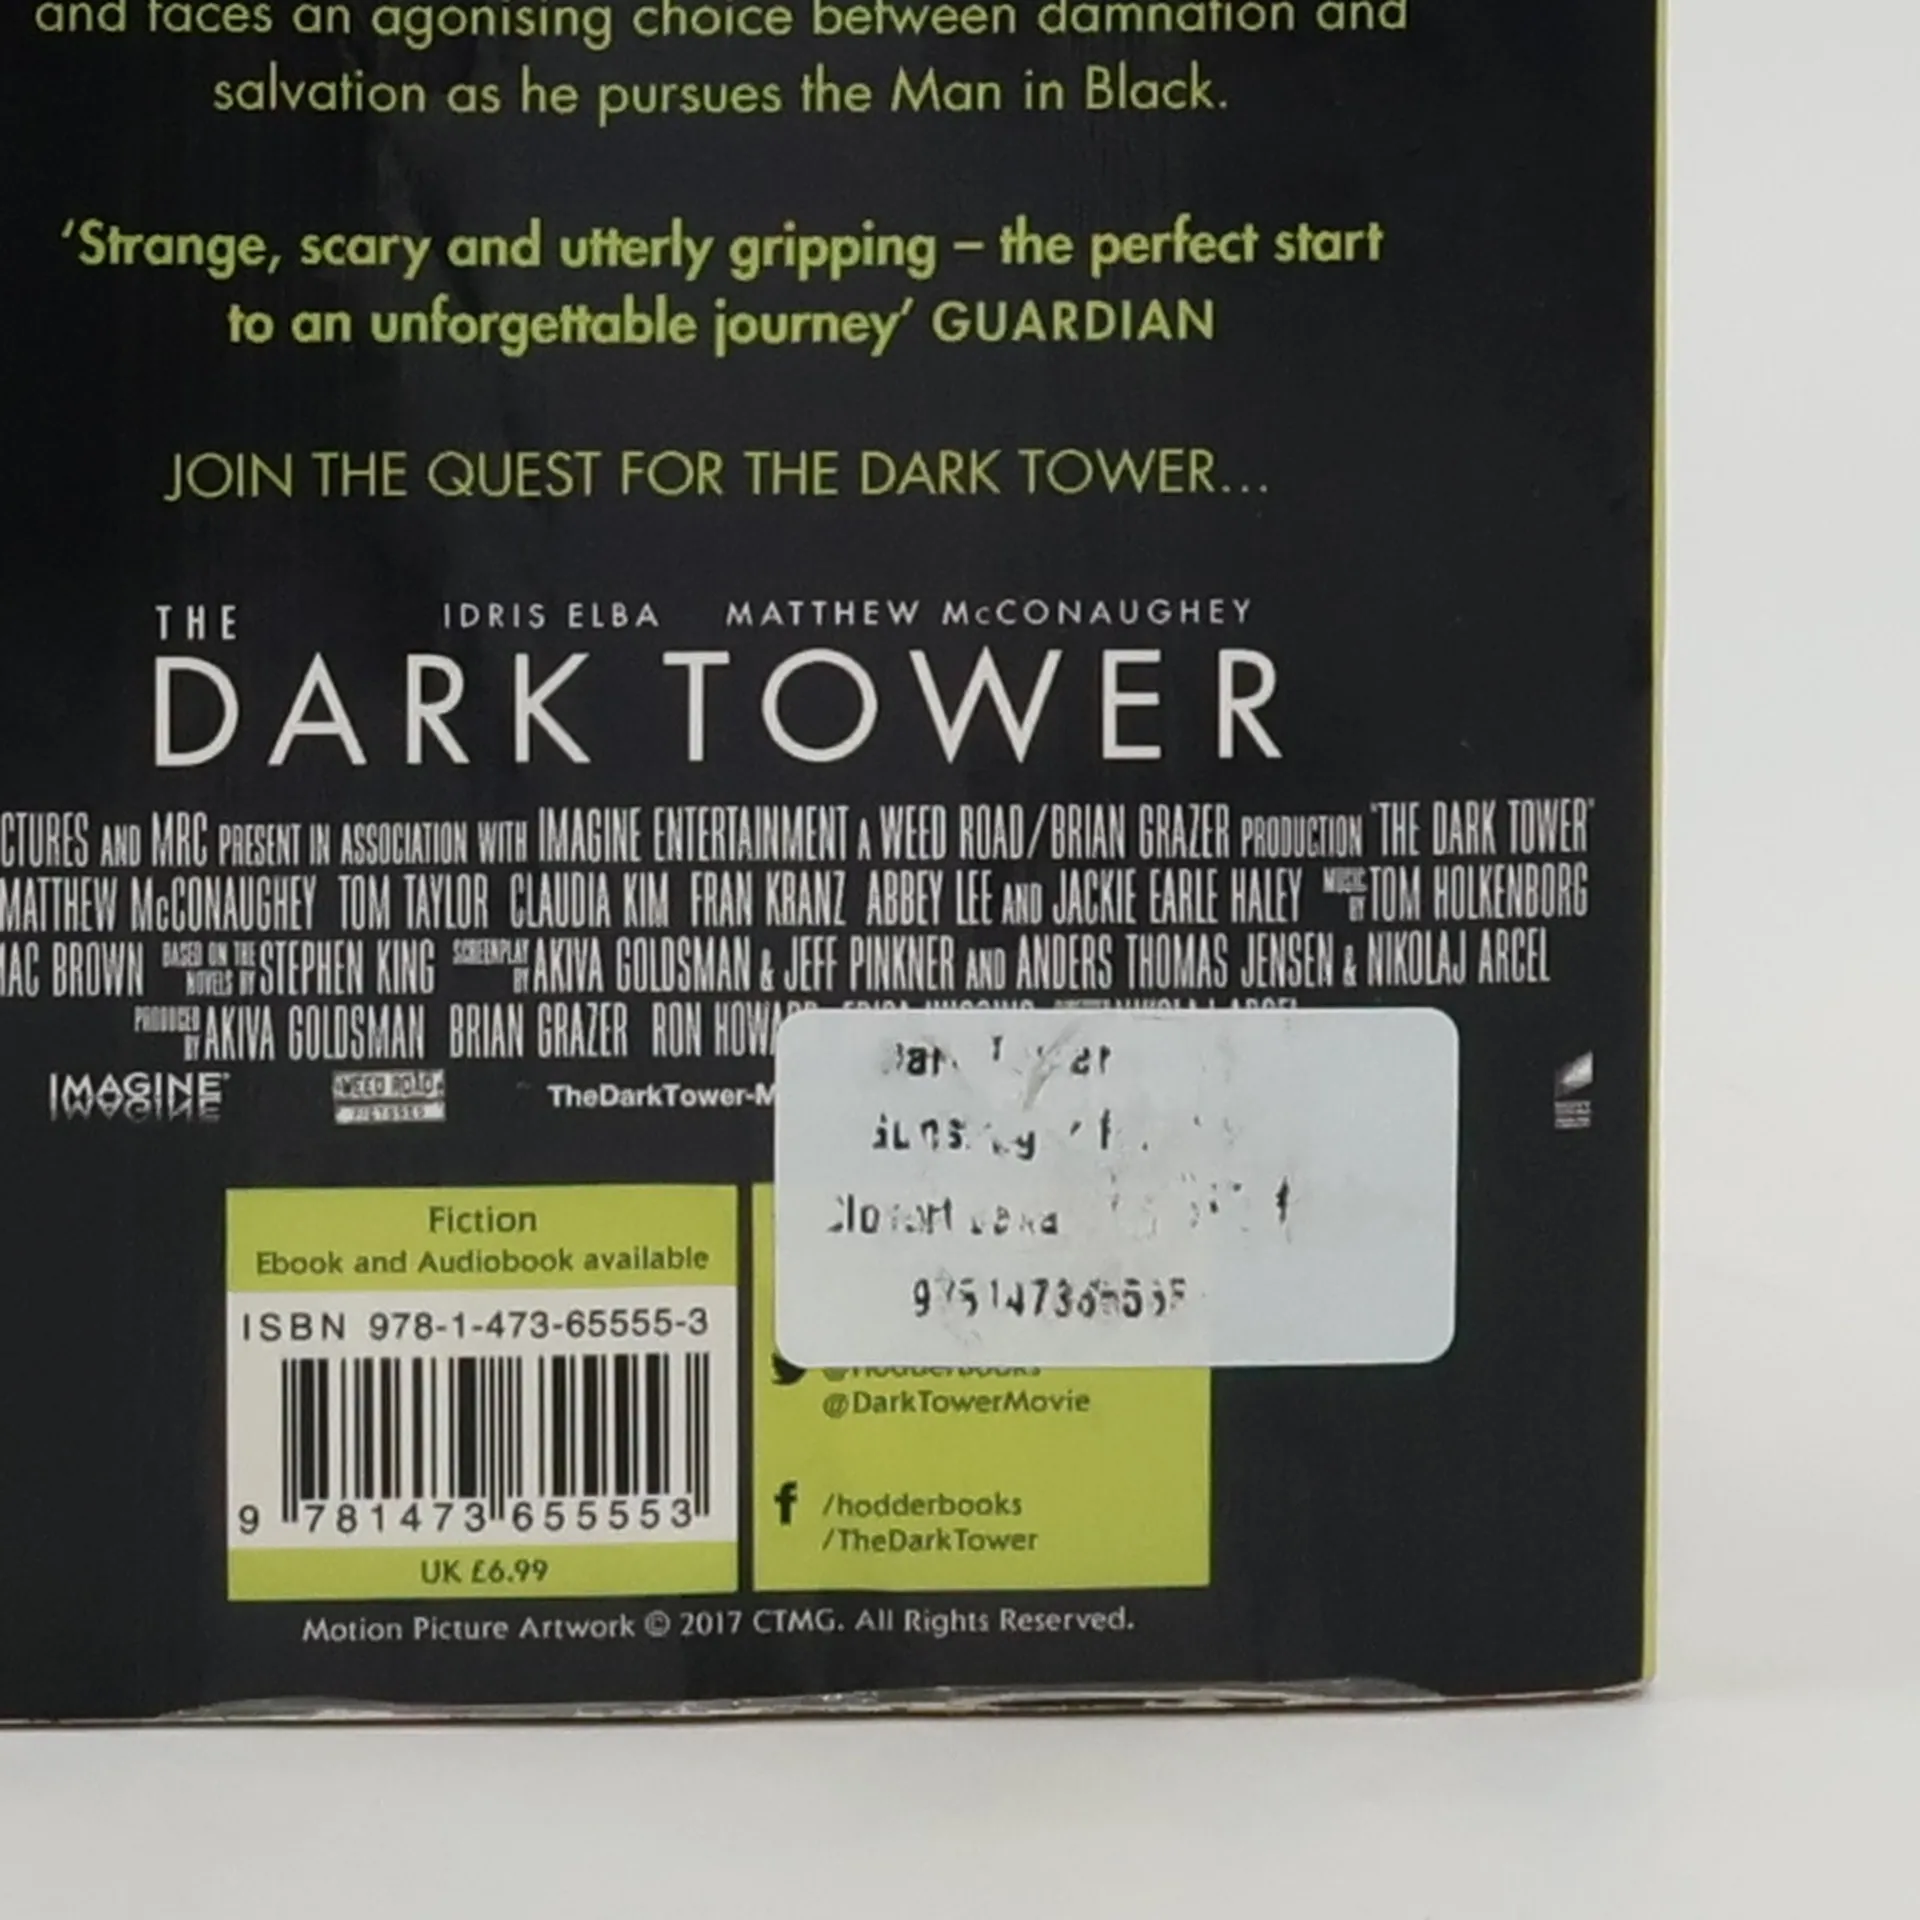 and faces an agonising choice between damnation and
salvation as he pursues the Man in Black.
'Strange, scary and utterly gripping – the perfect start
to an unforgettable journey' GUARDIAN
JOIN THE QUEST FOR THE DARK TOWER...
IDRIS ELBA MATTHEW McCONAUGHEY
THE
DARK TOWER
CTURES AND MRC PRESENT IN ASSOCIATION WITH IMAGINE ENTERTAINMENT A WEED ROAD/BRIAN GRAZER PRODUCTION "THE DARK TOWER"
MATTHEW McCONAUGHEY TOM TAYLOR CLAUDIA KIM FRAN KRANZ ABBEY LEE AND JACKIE EARLE HALEY MUSIC BY TOM HOLKENBORG
MAC BROWN BASED ON THE NOVELS BY STEPHEN KING SCREENPLAY BY AKIVA GOLDSMAN & JEFF PINKNER AND ANDERS THOMAS JENSEN & NIKOLAJ ARCEL
PRODUCED BY AKIVA GOLDSMAN BRIAN GRAZER RON
IMAGINE WEED ROAD PICTURES TheDarkTower-M
Fiction
Ebook and Audiobook available
ISBN 978-1-473-65555-3
9 781473 655553
UK £6.99
@DarkTowerMovie
/hodderbooks
/TheDarkTower
Motion Picture Artwork © 2017 CTMG. All Rights Reserved.